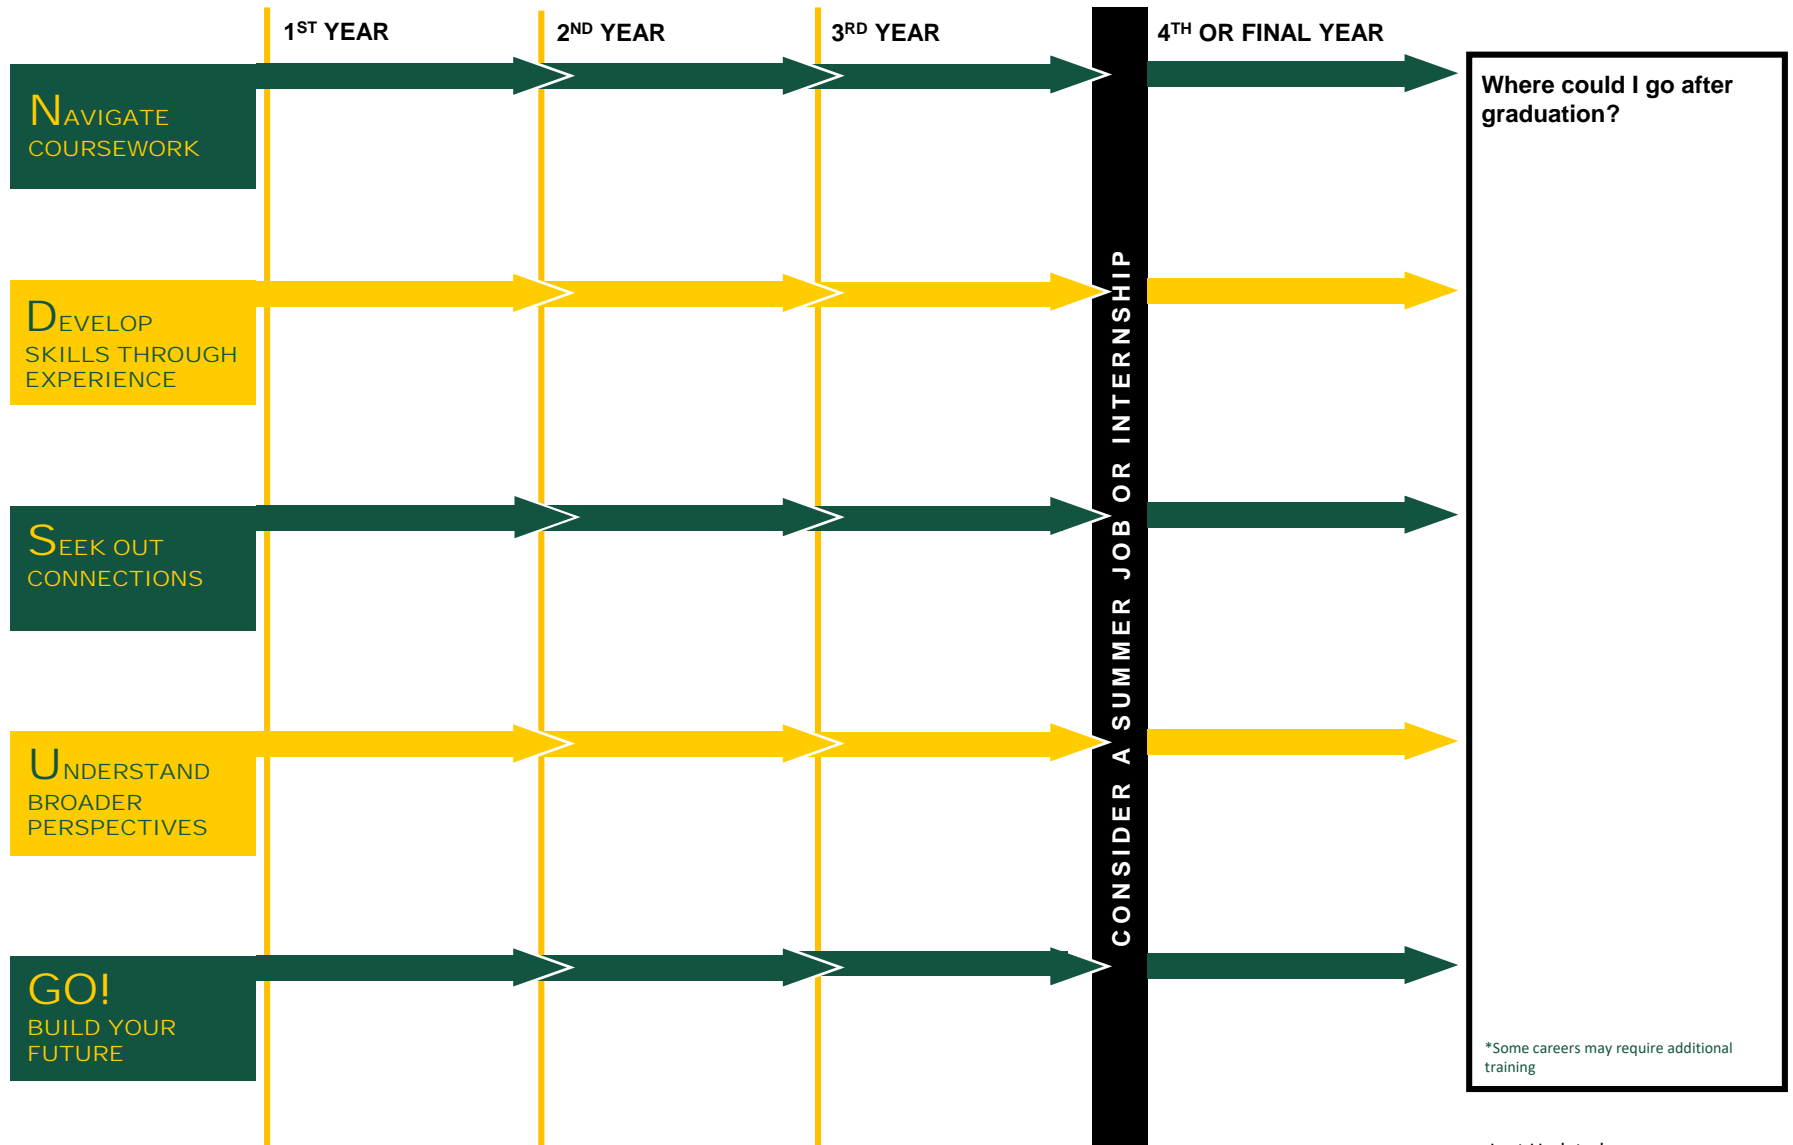 1ST YEAR
2ND YEAR
3RD YEAR
4TH OR FINAL YEAR
NAVIGATE
COURSEWORK
DEVELOP
SKILLS THROUGH
EXPERIENCE
SEEK OUT
CONNECTIONS
UNDERSTAND
BROADER
PERSPECTIVES
GO!
BUILD YOUR
FUTURE
CONSIDER A SUMMER JOB OR INTERNSHIP
Where could I go after
graduation?
*Some careers may require additional
training